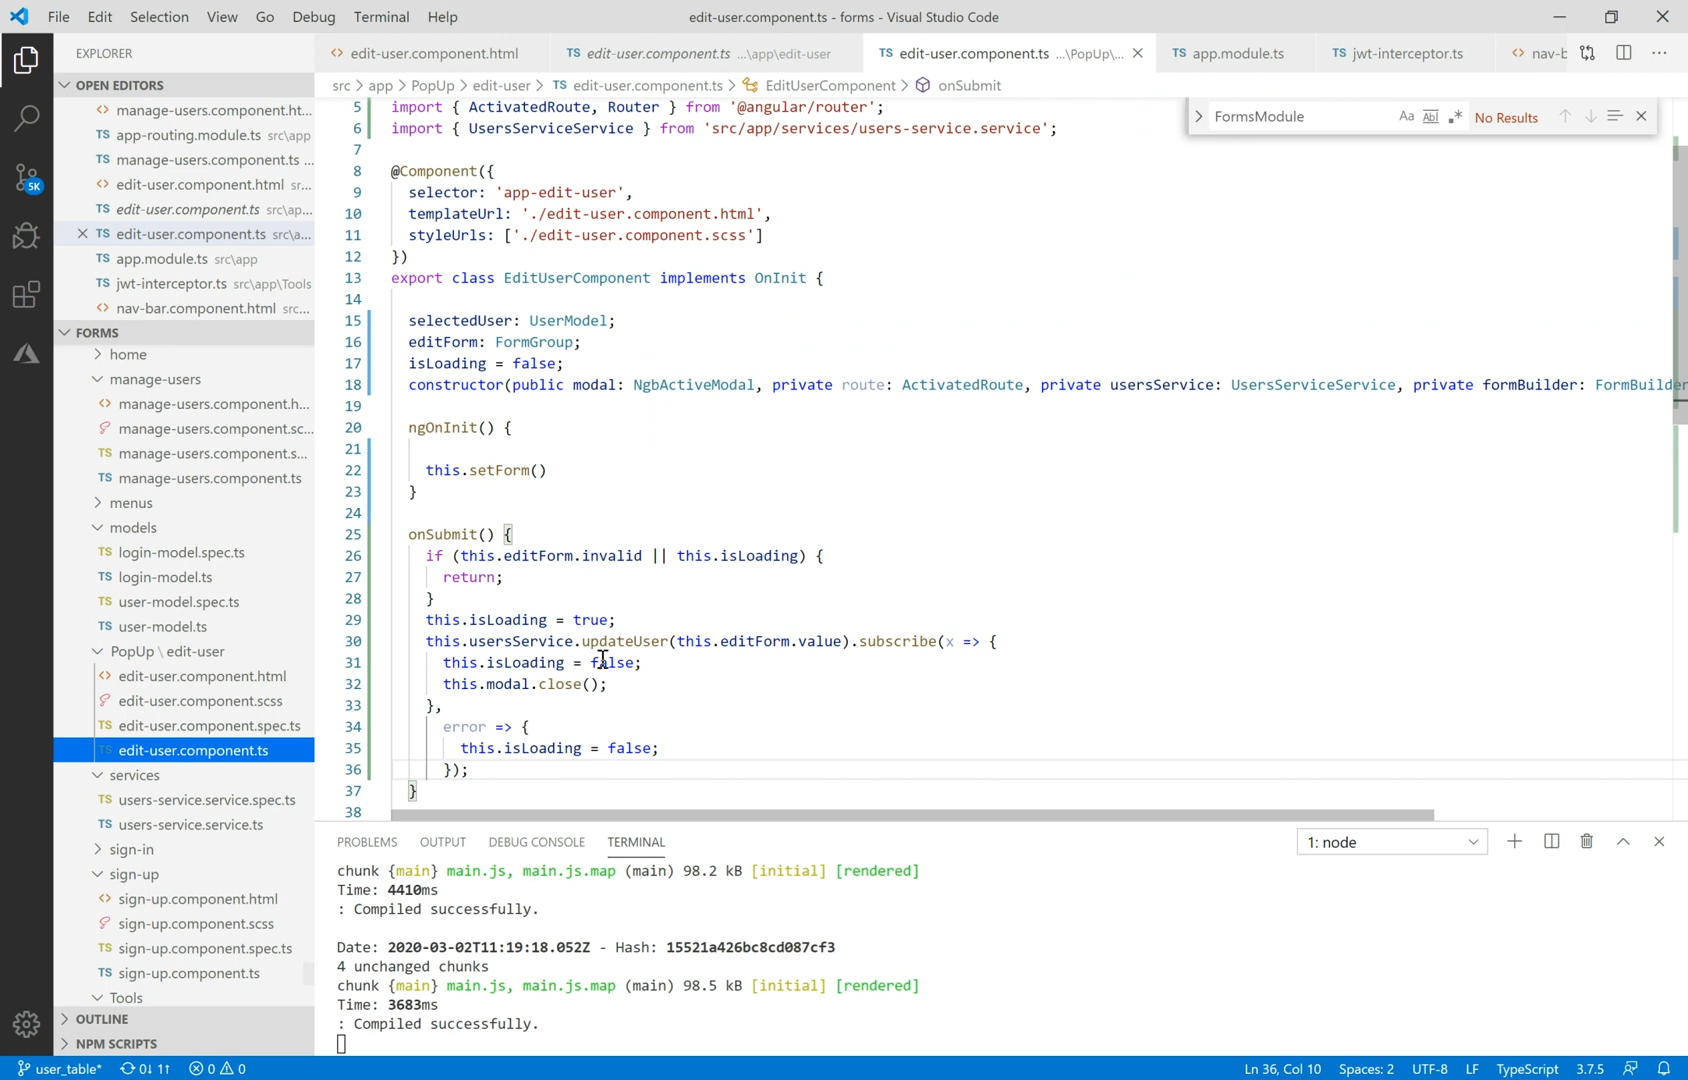 File Edit Selection View Go Debug Terminal Help edit-user.component.ts - forms - Visual Studio Code
EXPLORER
OPEN EDITORS
manage-users.component.ht...
app-routing.module.ts src\app
manage-users.component.ts ...
edit-user.component.html sr...
edit-user.component.ts src\ap...
edit-user.component.ts src\a...
app.module.ts src\app
jwt-interceptor.ts src\app\Tools
nav-bar.component.html src...
FORMS
home
manage-users
manage-users.component.h...
manage-users.component.sc...
manage-users.component.s...
manage-users.component.ts
menus
models
login-model.spec.ts
login-model.ts
user-model.spec.ts
user-model.ts
PopUp \ edit-user
edit-user.component.html
edit-user.component.scss
edit-user.component.spec.ts
edit-user.component.ts
services
users-service.service.spec.ts
users-service.service.ts
sign-in
sign-up
sign-up.component.html
sign-up.component.scss
sign-up.component.spec.ts
sign-up.component.ts
Tools
OUTLINE
NPM SCRIPTS
5K
edit-user.component.html edit-user.component.ts ...\app\edit-user edit-user.component.ts ...\PopUp\... app.module.ts jwt-interceptor.ts nav-b
src > app > PopUp > edit-user > TS edit-user.component.ts > EditUserComponent > onSubmit
FormsModule Aa Abl No Results
5 import { ActivatedRoute, Router } from '@angular/router';
6 import { UsersServiceService } from 'src/app/services/users-service.service';
7
8 @Component({
9 selector: 'app-edit-user',
10 templateUrl: './edit-user.component.html',
11 styleUrls: ['./edit-user.component.scss']
12 })
13 export class EditUserComponent implements OnInit {
14
15 selectedUser: UserModel;
16 editForm: FormGroup;
17 isLoading = false;
18 constructor(public modal: NgbActiveModal, private route: ActivatedRoute, private usersService: UsersServiceService, private formBuilder: FormBuilder
19
20 ngOnInit() {
21
22 this.setForm()
23 }
24
25 onSubmit() {
26 if (this.editForm.invalid || this.isLoading) {
27 return;
28 }
29 this.isLoading = true;
30 this.usersService.updateUser(this.editForm.value).subscribe(x => {
31 this.isLoading = false;
32 this.modal.close();
33 },
34 error => {
35 this.isLoading = false;
36 });
37 }
38
PROBLEMS OUTPUT DEBUG CONSOLE TERMINAL 1: node
chunk {main} main.js, main.js.map (main) 98.2 kB [initial] [rendered]
Time: 4410ms
: Compiled successfully.
Date: 2020-03-02T11:19:18.052Z - Hash: 15521a426bc8cd087cf3
4 unchanged chunks
chunk {main} main.js, main.js.map (main) 98.5 kB [initial] [rendered]
Time: 3683ms
: Compiled successfully.
user_table* 0↓ 1↑ 0 0 Ln 36, Col 10 Spaces: 2 UTF-8 LF TypeScript 3.7.5